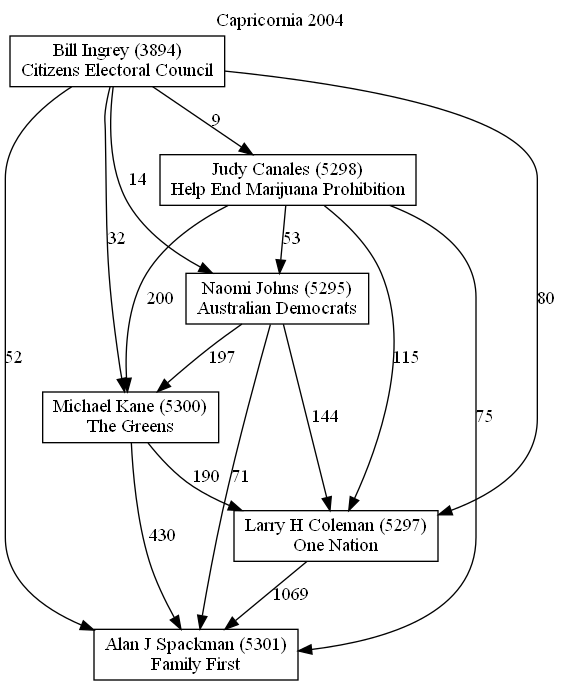 Capricornia 2004
Bill Ingrey (3894)
Citizens Electoral Council
9
Judy Canales (5298)
Help End Marijuana Prohibition
14
32
53
200
Naomi Johns (5295)
Australian Democrats
80
52
197
115
Michael Kane (5300)
The Greens
144
75
190
71
Larry H Coleman (5297)
One Nation
430
1069
Alan J Spackman (5301)
Family First